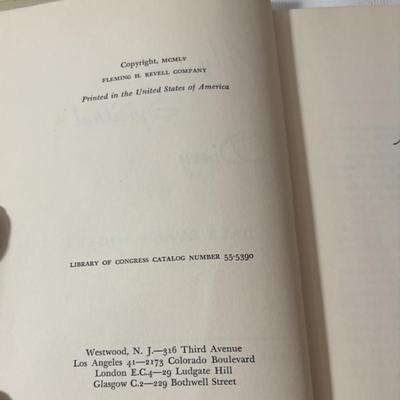 Copyright, MCMLV
FLEMING H. REVELL COMPANY
Printed in the United States of America
Diary
LIBRARY OF CONGRESS CATALOG NUMBER 55-5390
Westwood, N. J.—316 Third Avenue
Los Angeles 41—2173 Colorado Boulevard
London E.C.4—29 Ludgate Hill
Glasgow C.2—229 Bothwell Street